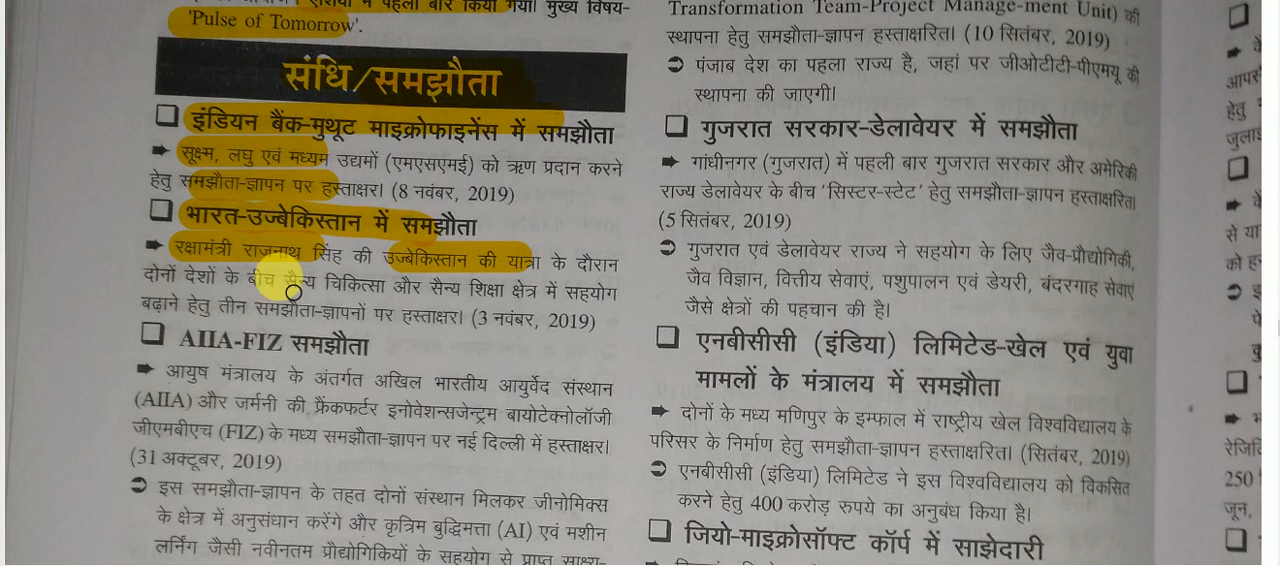 पहली बार किया गया। मुख्य विषय-
'Pulse of Tomorrow'.
संधि/समझौता
❑ इंडियन बैंक-मुथूट माइक्रोफाइनेंस में समझौता
➡ सूक्ष्म, लघु एवं मध्यम उद्यमों (एमएसएमई) को ऋण प्रदान करने
हेतु समझौता-ज्ञापन पर हस्ताक्षर। (8 नवंबर, 2019)
❑ भारत-उज्बेकिस्तान में समझौता
➡ रक्षामंत्री राजनाथ सिंह की उज्बेकिस्तान की यात्रा के दौरान
दोनों देशों के बीच सैन्य चिकित्सा और सैन्य शिक्षा क्षेत्र में सहयोग
बढ़ाने हेतु तीन समझौता-ज्ञापनों पर हस्ताक्षर। (3 नवंबर, 2019)
❑ AIIA-FIZ समझौता
➡ आयुष मंत्रालय के अंतर्गत अखिल भारतीय आयुर्वेद संस्थान
(AIIA) और जर्मनी की फ्रैंकफर्टर इनोवेशन्सजेन्ट्रम बायोटेक्नोलॉजी
जीएमबीएच (FIZ) के मध्य समझौता-ज्ञापन पर नई दिल्ली में हस्ताक्षर।
(31 अक्टूबर, 2019)
➲ इस समझौता-ज्ञापन के तहत दोनों संस्थान मिलकर जीनोमिक्स
के क्षेत्र में अनुसंधान करेंगे और कृत्रिम बुद्धिमत्ता (AI) एवं मशीन
लर्निंग जैसी नवीनतम प्रौद्योगिकियों के सहयोग से प्राप्त साक्ष्य-
Transformation Team-Project Manage-ment Unit) की
स्थापना हेतु समझौता-ज्ञापन हस्ताक्षरित। (10 सितंबर, 2019)
➲ पंजाब देश का पहला राज्य है, जहां पर जीओटीटी-पीएमयू की
स्थापना की जाएगी।
❑ गुजरात सरकार-डेलावेयर में समझौता
➡ गांधीनगर (गुजरात) में पहली बार गुजरात सरकार और अमेरिकी
राज्य डेलावेयर के बीच 'सिस्टर-स्टेट' हेतु समझौता-ज्ञापन हस्ताक्षरित।
(5 सितंबर, 2019)
➲ गुजरात एवं डेलावेयर राज्य ने सहयोग के लिए जैव-प्रौद्योगिकी,
जैव विज्ञान, वित्तीय सेवाएं, पशुपालन एवं डेयरी, बंदरगाह सेवाएं
जैसे क्षेत्रों की पहचान की है।
❑ एनबीसीसी (इंडिया) लिमिटेड-खेल एवं युवा
मामलों के मंत्रालय में समझौता
➡ दोनों के मध्य मणिपुर के इम्फाल में राष्ट्रीय खेल विश्वविद्यालय के
परिसर के निर्माण हेतु समझौता-ज्ञापन हस्ताक्षरित। (सितंबर, 2019)
➲ एनबीसीसी (इंडिया) लिमिटेड ने इस विश्वविद्यालय को विकसित
करने हेतु 400 करोड़ रुपये का अनुबंध किया है।
❑ जियो-माइक्रोसॉफ्ट कॉर्प में साझेदारी
हेतु
से
को
250
जून,